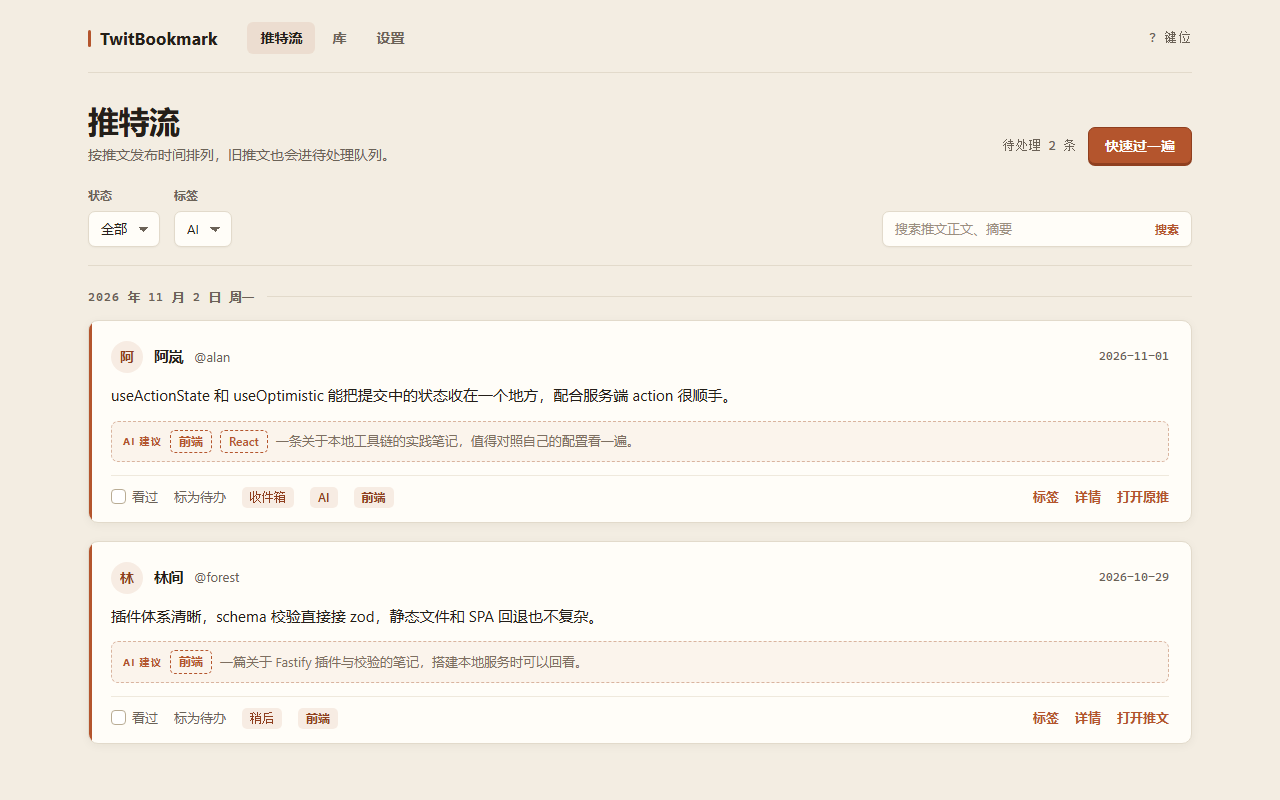 TwitBookmark 推特流 库 设置 ? 键位
推特流
按推文发布时间排列，旧推文也会进待处理队列。
待处理 2 条 快速过一遍
状态 标签
全部 AI 搜索推文正文、摘要 搜索
2026 年 11 月 2 日 周一
阿 阿岚 @alan 2026-11-01
useActionState 和 useOptimistic 能把提交中的状态收在一个地方，配合服务端 action 很顺手。
AI 建议 前端 React 一条关于本地工具链的实践笔记，值得对照自己的配置看一遍。
看过 标为待办 收件箱 AI 前端 标签 详情 打开原推
林 林间 @forest 2026-10-29
插件体系清晰，schema 校验直接接 zod，静态文件和 SPA 回退也不复杂。
AI 建议 前端 一篇关于 Fastify 插件与校验的笔记，搭建本地服务时可以回看。
看过 标为待办 稍后 前端 标签 详情 打开推文